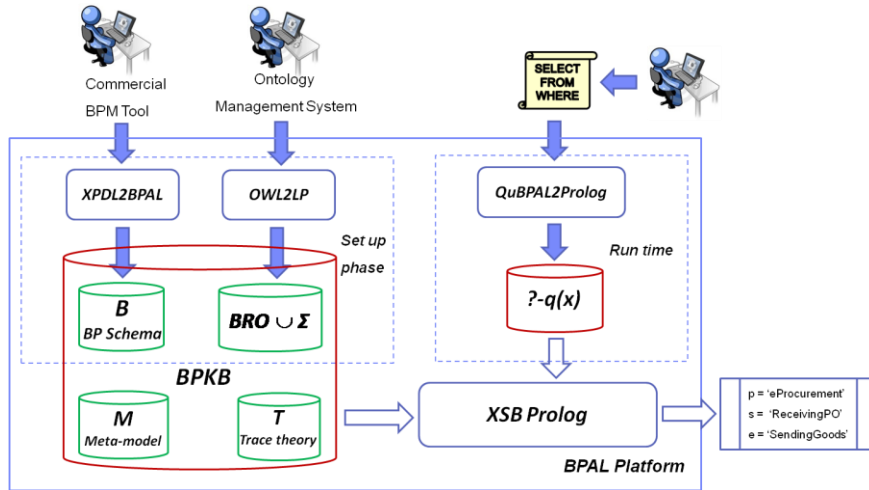 Commercial
BPM Tool
Ontology
Management System
SELECT
FROM
WHERE
XPDL2BPAL
OWL2LP
QuBPAL2Prolog
Set up
phase
Run time
B
BP Schema
BRO ∪ Σ
?-q(x)
BPKB
M
Meta-model
T
Trace theory
XSB Prolog
p = 'eProcurement'
s = 'ReceivingPO'
e = 'SendingGoods'
BPAL Platform